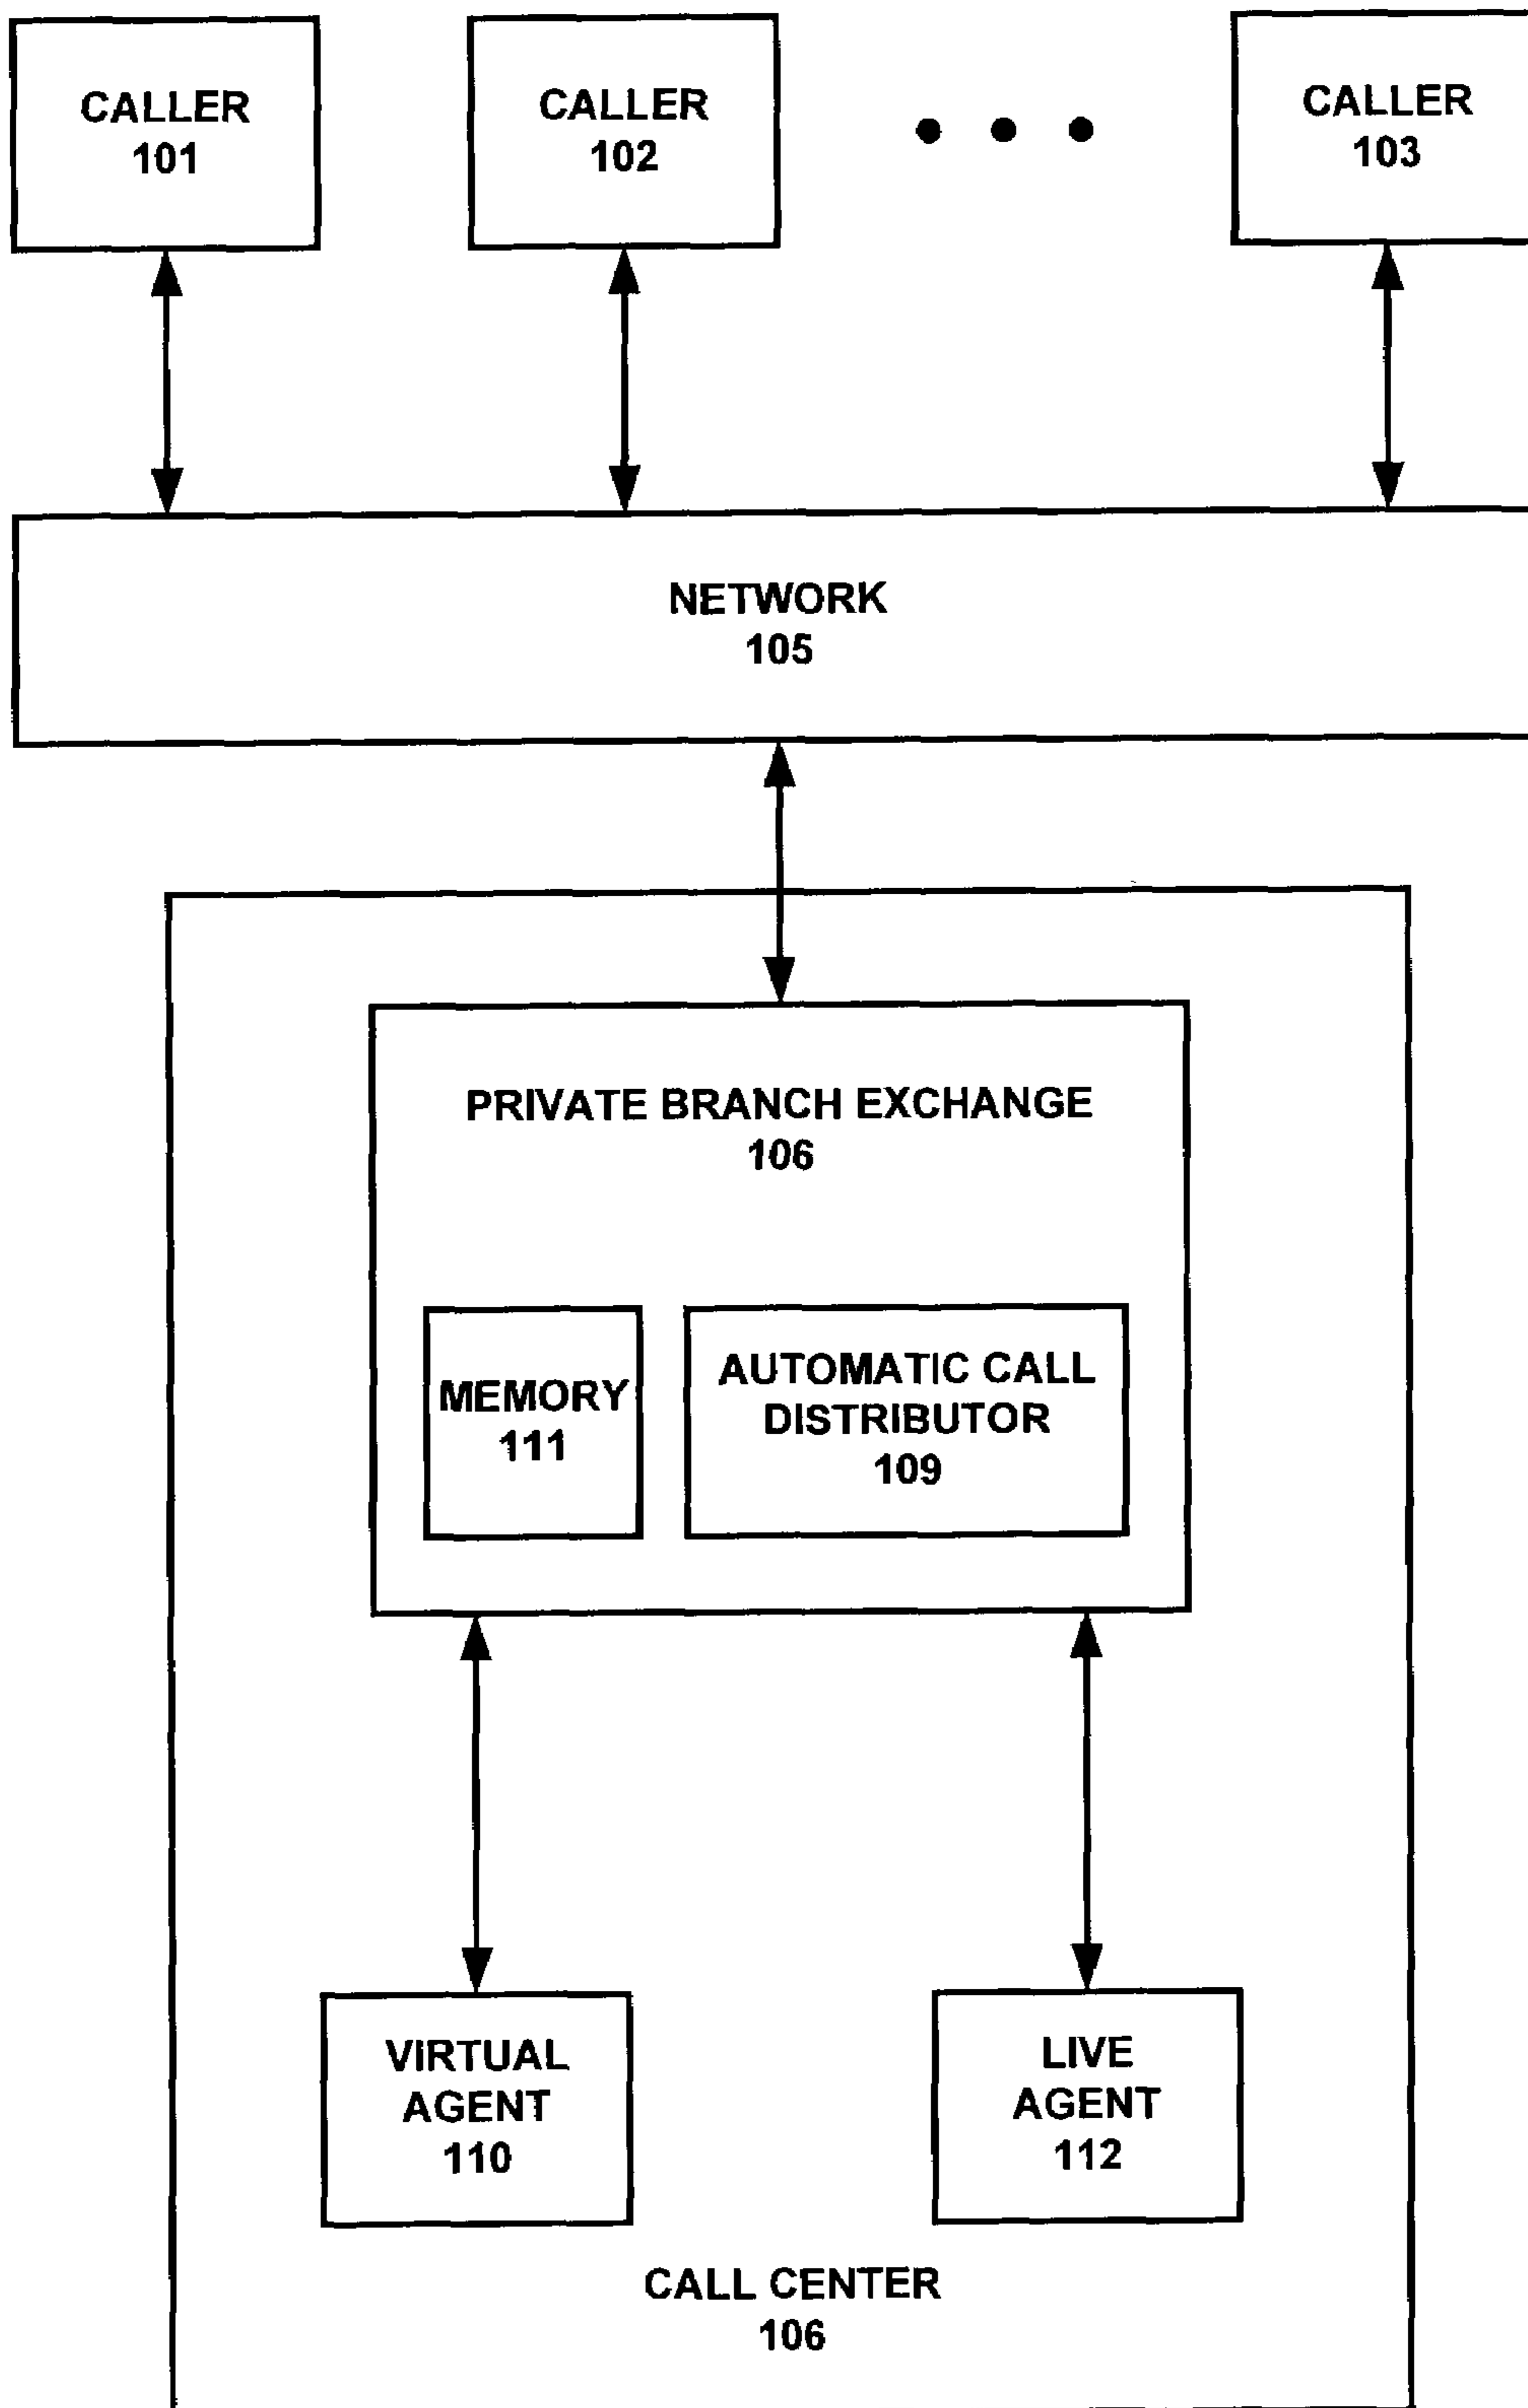 CALLER
101
CALLER
102
CALLER
103
NETWORK
105
PRIVATE BRANCH EXCHANGE
106
MEMORY
111
AUTOMATIC CALL
DISTRIBUTOR
109
VIRTUAL
AGENT
110
LIVE
AGENT
112
CALL CENTER
106